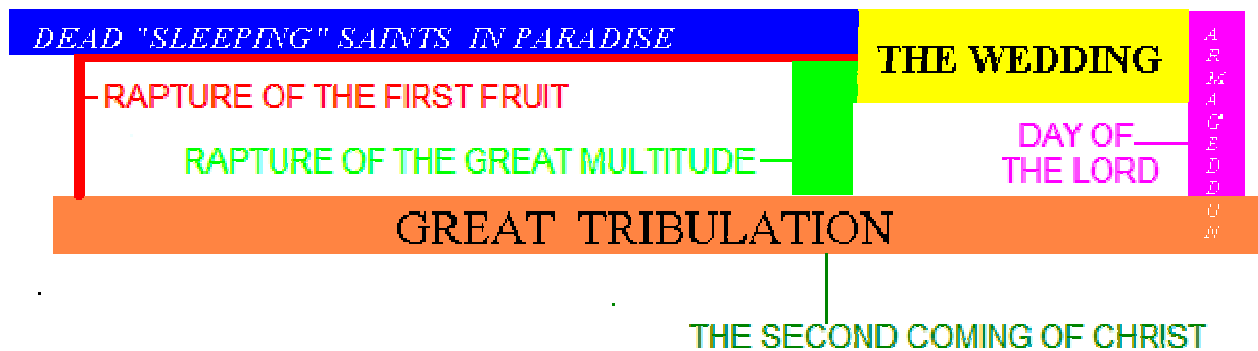 DEAD "SLEEPING" SAINTS IN PARADISE
THE WEDDING
RAPTURE OF THE FIRST FRUIT
RAPTURE OF THE GREAT MULTITUDE
DAY OF
THE LORD
ARMAGEDDON
GREAT TRIBULATION
THE SECOND COMING OF CHRIST